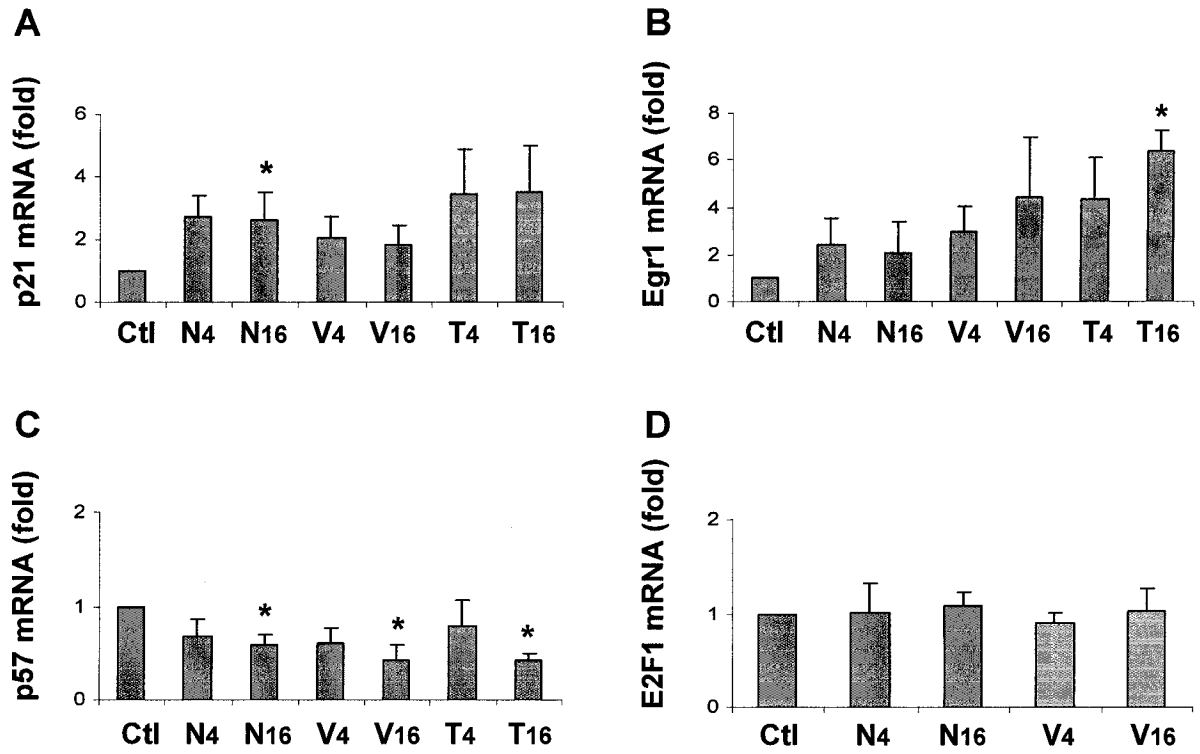 A
p21 mRNA (fold)
6
4
2
0
*
Ctl N4 N16 V4 V16 T4 T16
B
Egr1 mRNA (fold)
8
6
4
2
0
*
Ctl N4 N16 V4 V16 T4 T16
C
p57 mRNA (fold)
2
1
0
* * *
Ctl N4 N16 V4 V16 T4 T16
D
E2F1 mRNA (fold)
2
1
0
Ctl N4 N16 V4 V16